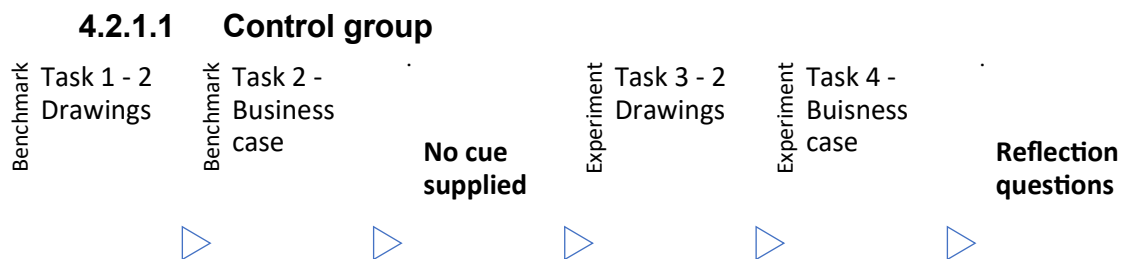 4.2.1.1 Control group
Benchmark
Task 1 - 2
Drawings
Benchmark
Task 2 -
Business
case
.
No cue
supplied
Experiment
Task 3 - 2
Drawings
Experiment
Task 4 -
Buisness
case
.
Reflection
questions